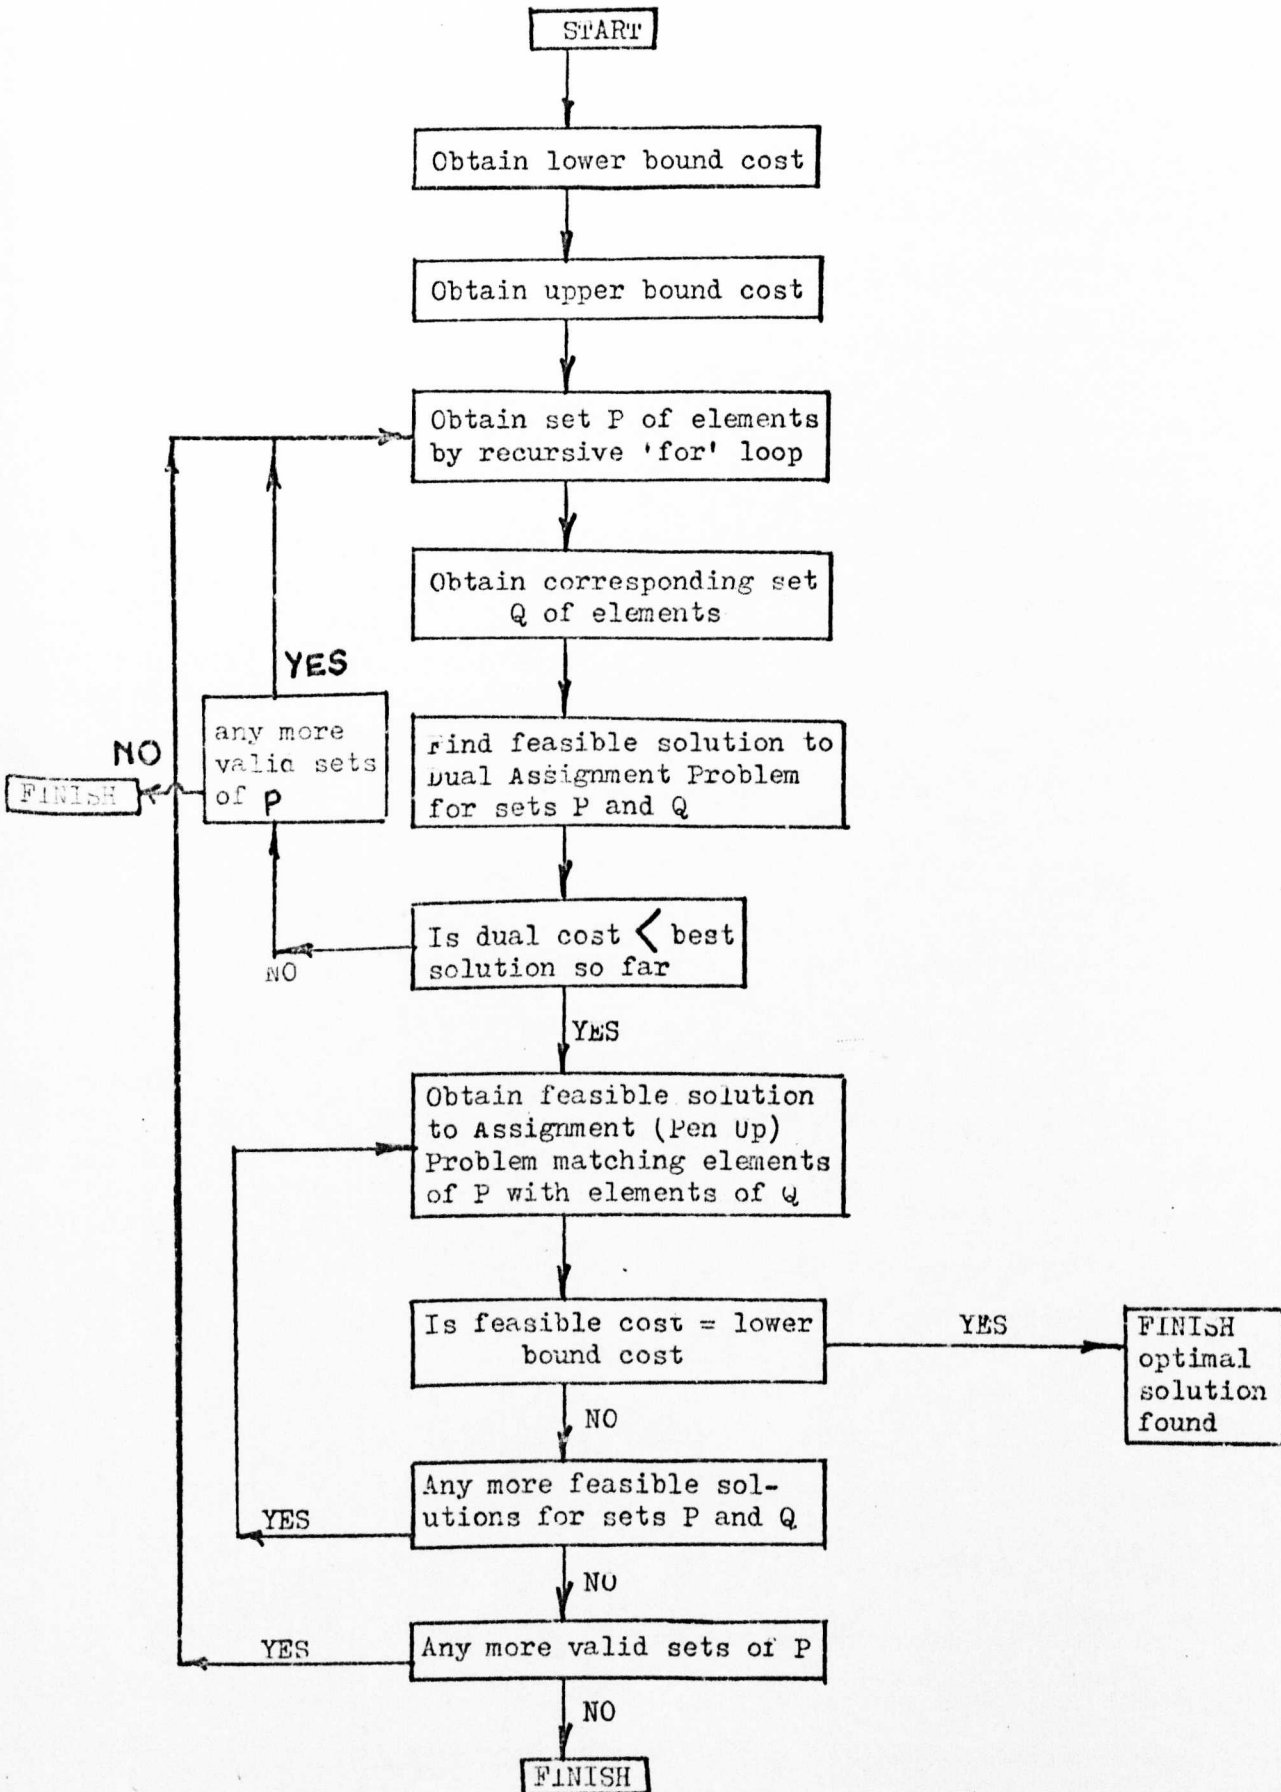 START
Obtain lower bound cost
Obtain upper bound cost
Obtain set P of elements
by recursive 'for' loop
Obtain corresponding set
Q of elements
YES
any more
valid sets
of P
NO
FINISH
Find feasible solution to
Dual Assignment Problem
for sets P and Q
Is dual cost < best
solution so far
NO
YES
Obtain feasible solution
to Assignment (Pen Up)
Problem matching elements
of P with elements of Q
Is feasible cost = lower
bound cost
YES
FINISH
optimal
solution
found
NO
Any more feasible sol-
utions for sets P and Q
YES
NO
Any more valid sets of P
YES
NO
FINISH